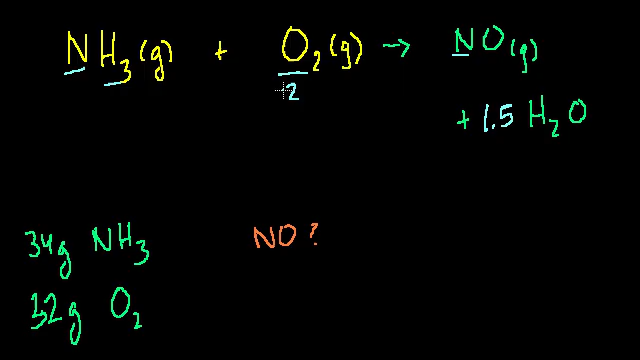 NH₃(g) + O₂(g) → NO(g)
2
+ 1.5 H₂O
34g NH₃ NO?
32g O₂